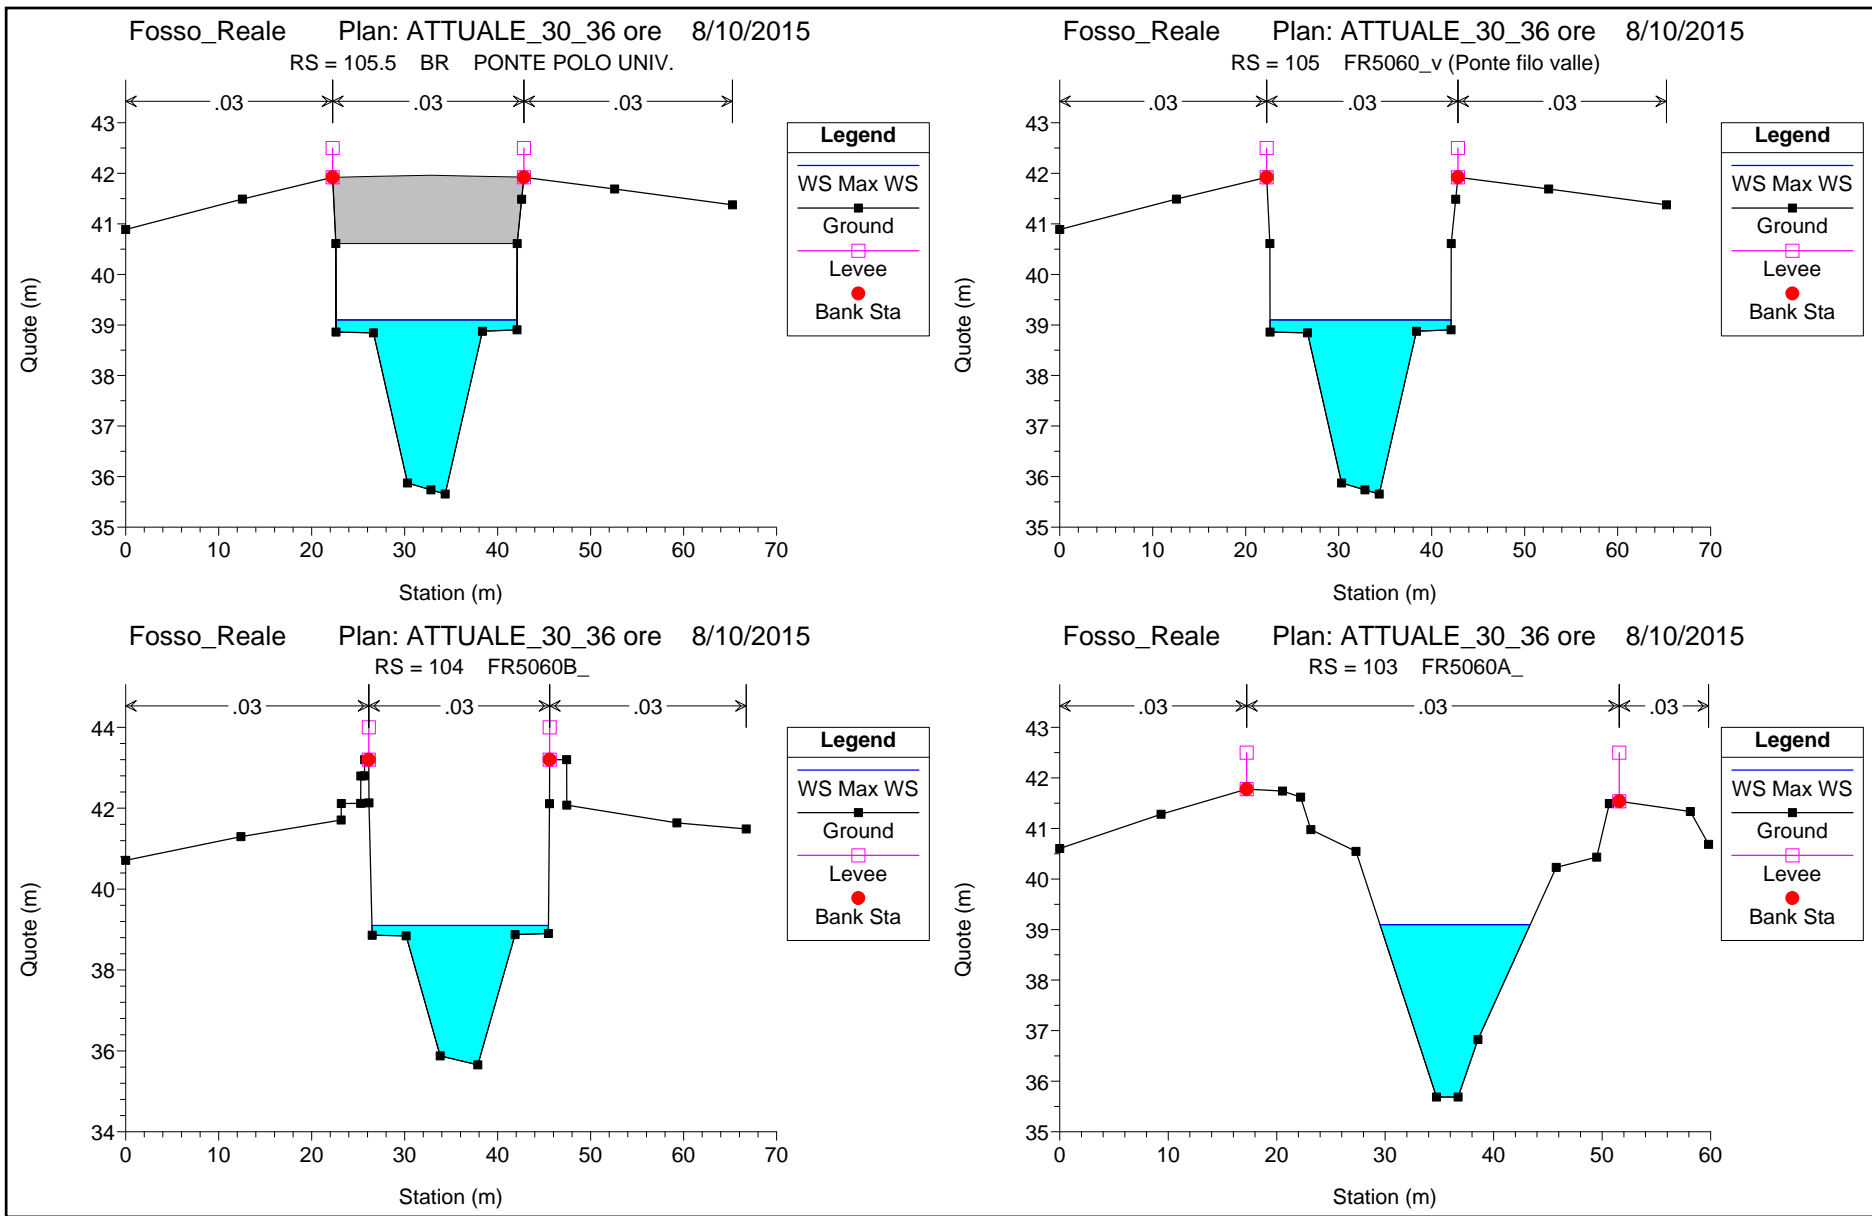 Fosso_Reale Plan: ATTUALE_30_36 ore 8/10/2015
RS = 105.5 BR PONTE POLO UNIV.
.03 .03 .03
43
42
41
40
39
38
37
36
35
Quote (m)
0 10 20 30 40 50 60 70
Station (m)
Legend
WS Max WS
Ground
Levee
Bank Sta
Fosso_Reale Plan: ATTUALE_30_36 ore 8/10/2015
RS = 105 FR5060_v (Ponte filo valle)
.03 .03 .03
43
42
41
40
39
38
37
36
35
Quote (m)
0 10 20 30 40 50 60 70
Station (m)
Legend
WS Max WS
Ground
Levee
Bank Sta
Fosso_Reale Plan: ATTUALE_30_36 ore 8/10/2015
RS = 104 FR5060B_
.03 .03 .03
44
42
40
38
36
34
Quote (m)
0 10 20 30 40 50 60 70
Station (m)
Legend
WS Max WS
Ground
Levee
Bank Sta
Fosso_Reale Plan: ATTUALE_30_36 ore 8/10/2015
RS = 103 FR5060A_
.03 .03 .03
43
42
41
40
39
38
37
36
35
Quote (m)
0 10 20 30 40 50 60
Station (m)
Legend
WS Max WS
Ground
Levee
Bank Sta